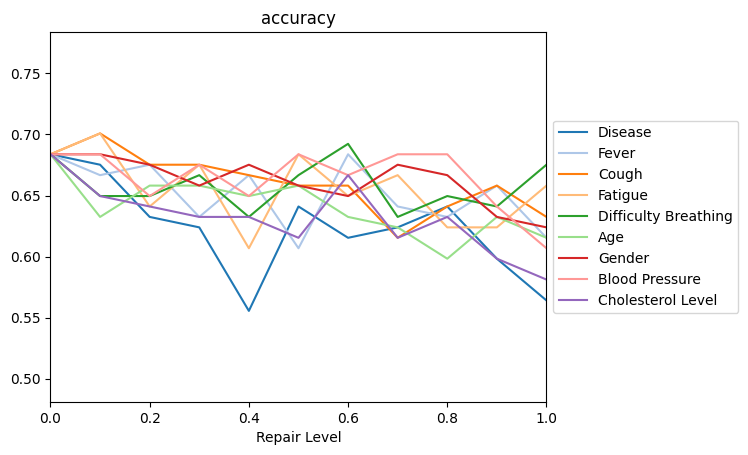 accuracy
0.75
0.70
0.65
0.60
0.55
0.50
0.0 0.2 0.4 0.6 0.8 1.0
Repair Level
Disease
Fever
Cough
Fatigue
Difficulty Breathing
Age
Gender
Blood Pressure
Cholesterol Level